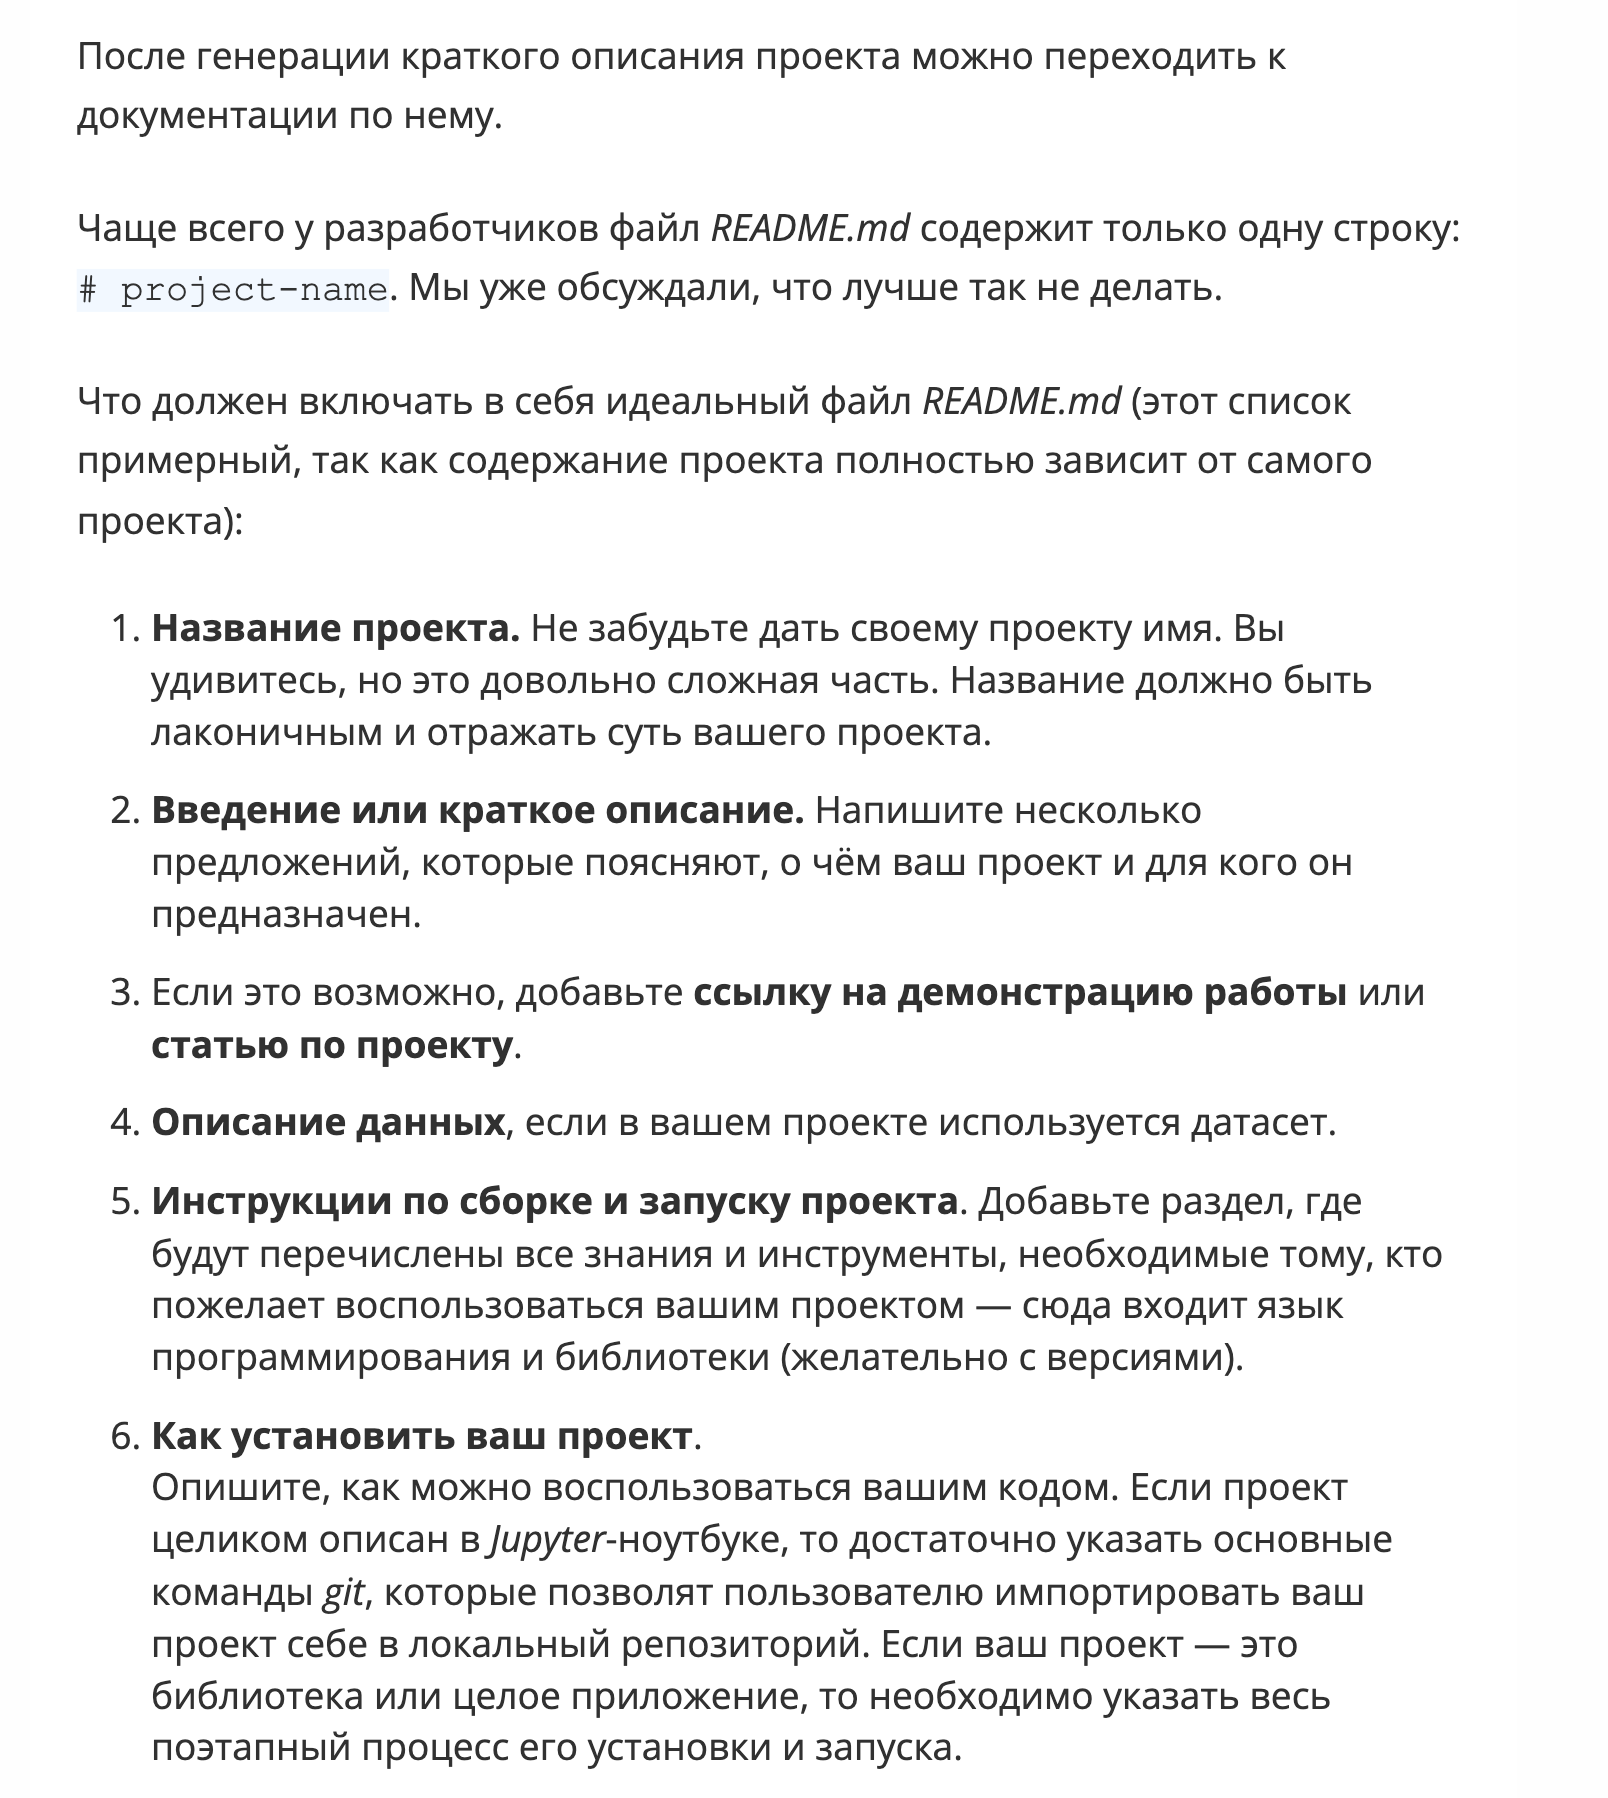 После генерации краткого описания проекта можно переходить к
документации по нему.
Чаще всего у разработчиков файл README.md содержит только одну строку:
# project-name. Мы уже обсуждали, что лучше так не делать.
Что должен включать в себя идеальный файл README.md (этот список
примерный, так как содержание проекта полностью зависит от самого
проекта):
1. Название проекта. Не забудьте дать своему проекту имя. Вы
удивитесь, но это довольно сложная часть. Название должно быть
лаконичным и отражать суть вашего проекта.
2. Введение или краткое описание. Напишите несколько
предложений, которые поясняют, о чём ваш проект и для кого он
предназначен.
3. Если это возможно, добавьте ссылку на демонстрацию работы или
статью по проекту.
4. Описание данных, если в вашем проекте используется датасет.
5. Инструкции по сборке и запуску проекта. Добавьте раздел, где
будут перечислены все знания и инструменты, необходимые тому, кто
пожелает воспользоваться вашим проектом — сюда входит язык
программирования и библиотеки (желательно с версиями).
6. Как установить ваш проект.
Опишите, как можно воспользоваться вашим кодом. Если проект
целиком описан в Jupyter-ноутбуке, то достаточно указать основные
команды git, которые позволят пользователю импортировать ваш
проект себе в локальный репозиторий. Если ваш проект — это
библиотека или целое приложение, то необходимо указать весь
поэтапный процесс его установки и запуска.